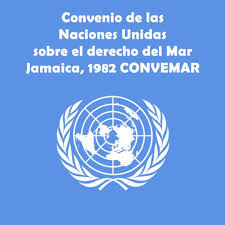 Convenio de las
Naciones Unidas
sobre el derecho del Mar
Jamaica, 1982 CONVEMAR